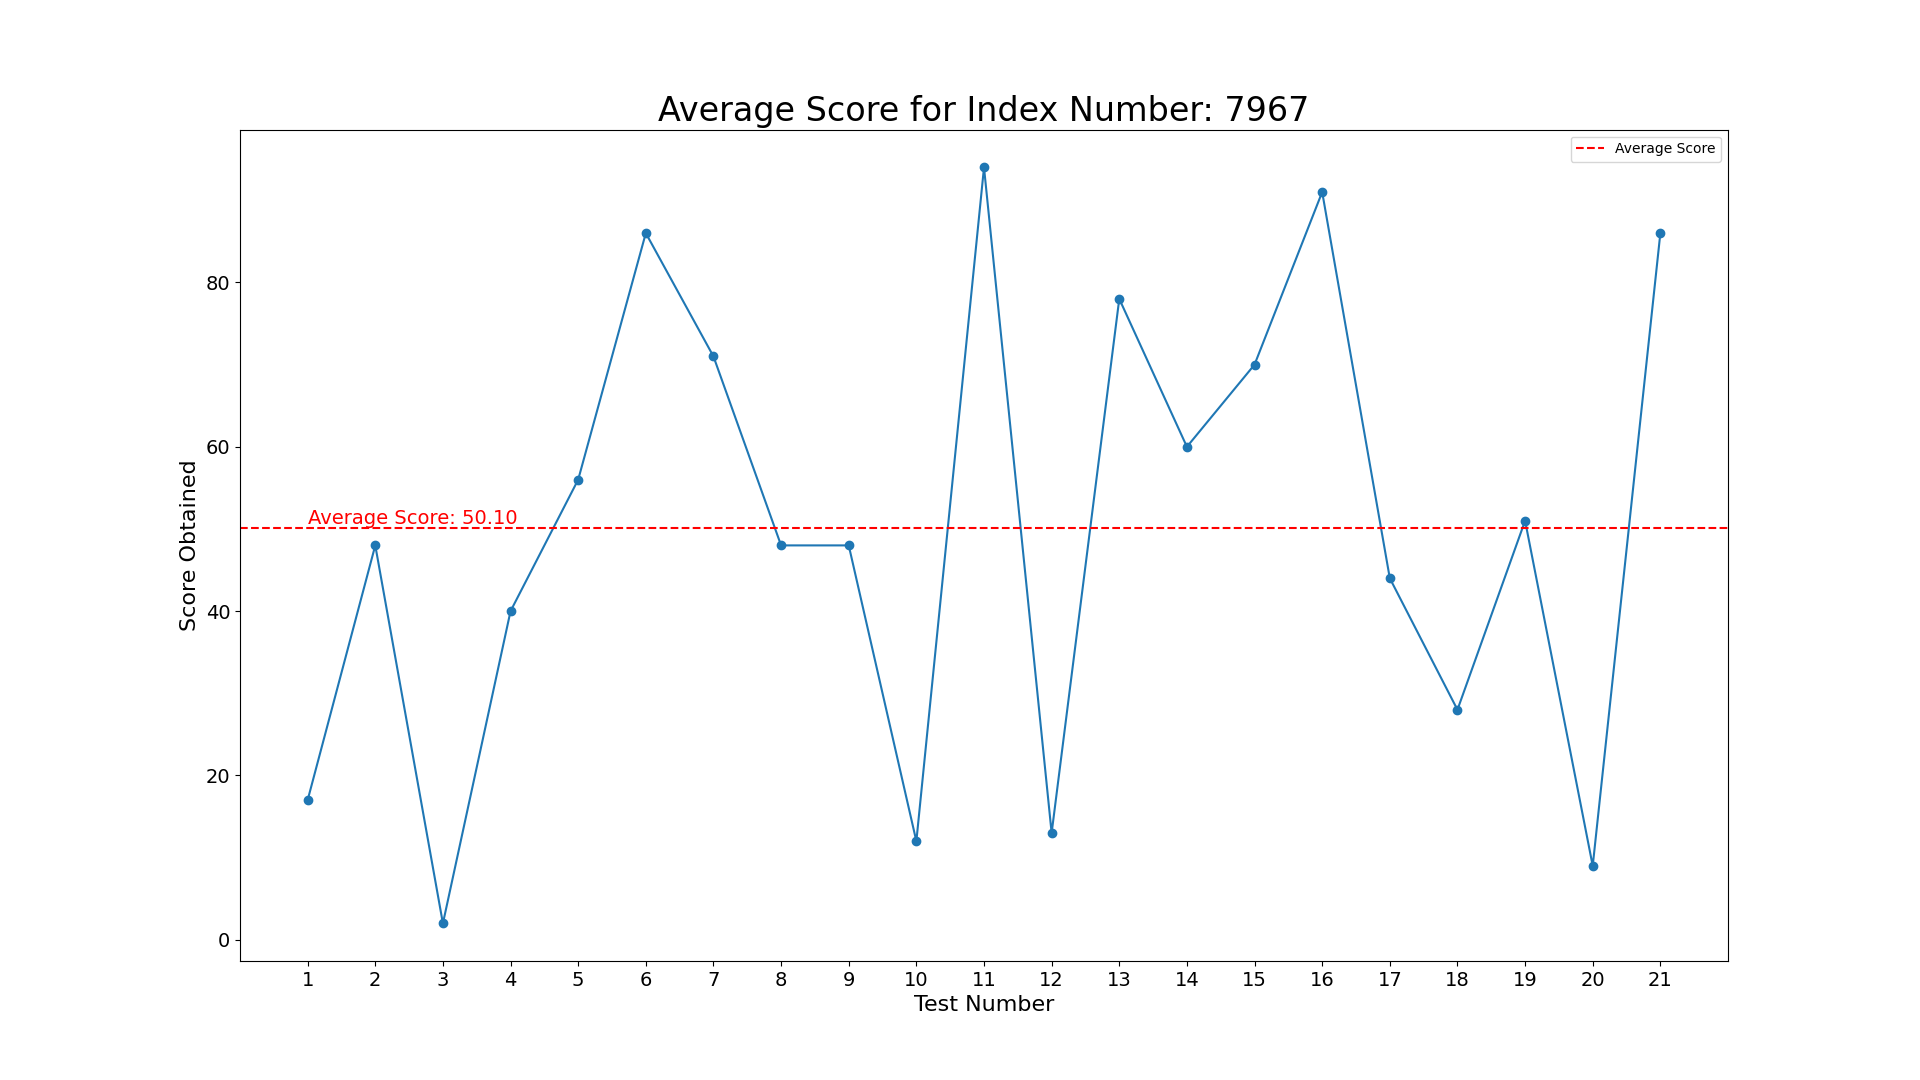 Average Score for Index Number: 7967
Average Score
80
60
40
20
0
Score Obtained
Average Score: 50.10
1 2 3 4 5 6 7 8 9 10 11 12 13 14 15 16 17 18 19 20 21
Test Number